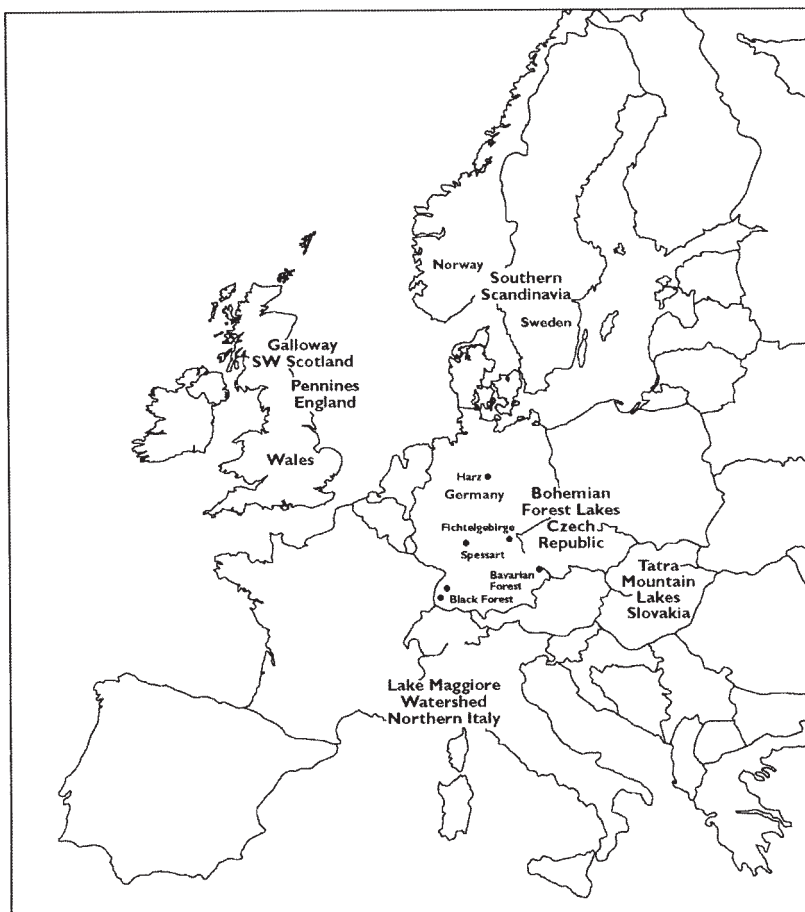 Norway
Southern
Scandinavia
Sweden
Galloway
SW Scotland
Pennines
England
Wales
Harz
Germany
Bohemian
Forest Lakes
Czech
Republic
Fichtelgebirge
Spessart
Bavarian
Forest
Black Forest
Tatra
Mountain
Lakes
Slovakia
Lake Maggiore
Watershed
Northern Italy